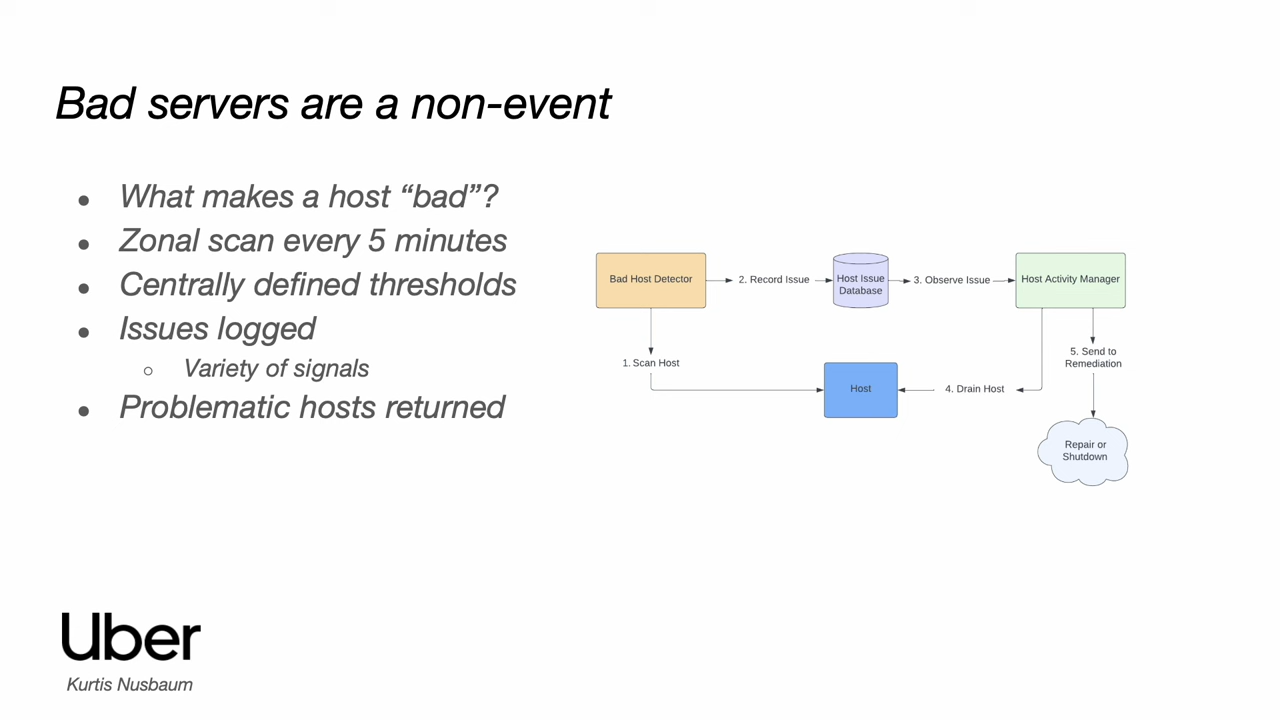 Bad servers are a non-event
What makes a host “bad”?
Zonal scan every 5 minutes
Centrally defined thresholds
Issues logged
Variety of signals
Problematic hosts returned
Bad Host Detector
2. Record Issue
Host Issue
Database
3. Observe Issue
Host Activity Manager
1. Scan Host
Host
4. Drain Host
5. Send to
Remediation
Repair or
Shutdown
Uber
Kurtis Nusbaum